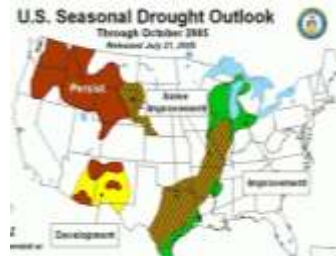 U.S. Seasonal Drought Outlook
Through October 2005
Released July 21, 2005
Persist
Some
Improvement
Improvement
Development